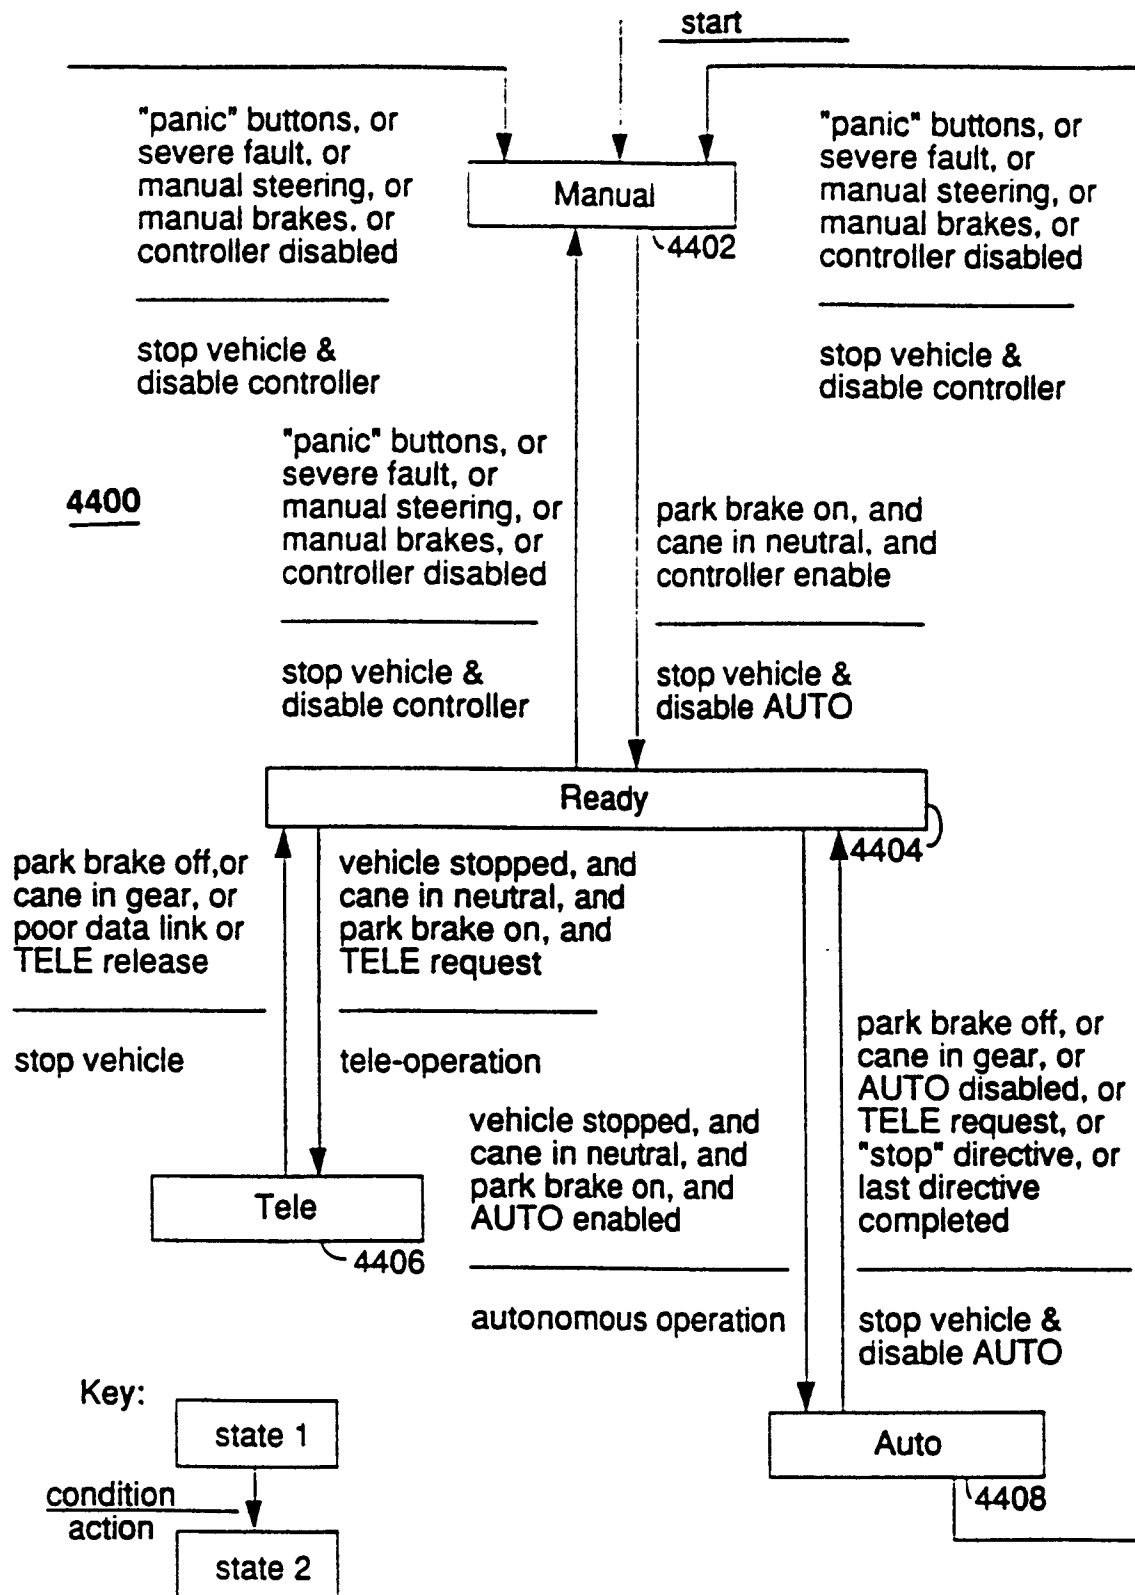 start
"panic" buttons, or
severe fault, or
manual steering, or
manual brakes, or
controller disabled
stop vehicle &
disable controller
Manual
4402
"panic" buttons, or
severe fault, or
manual steering, or
manual brakes, or
controller disabled
stop vehicle &
disable controller
4400
"panic" buttons, or
severe fault, or
manual steering, or
manual brakes, or
controller disabled
stop vehicle &
disable controller
park brake on, and
cane in neutral, and
controller enable
stop vehicle &
disable AUTO
Ready
4404
park brake off,or
cane in gear, or
poor data link or
TELE release
stop vehicle
vehicle stopped, and
cane in neutral, and
park brake on, and
TELE request
tele-operation
Tele
4406
vehicle stopped, and
cane in neutral, and
park brake on, and
AUTO enabled
autonomous operation
park brake off, or
cane in gear, or
AUTO disabled, or
TELE request, or
"stop" directive, or
last directive
completed
stop vehicle &
disable AUTO
Auto
4408
Key:
state 1
condition
action
state 2